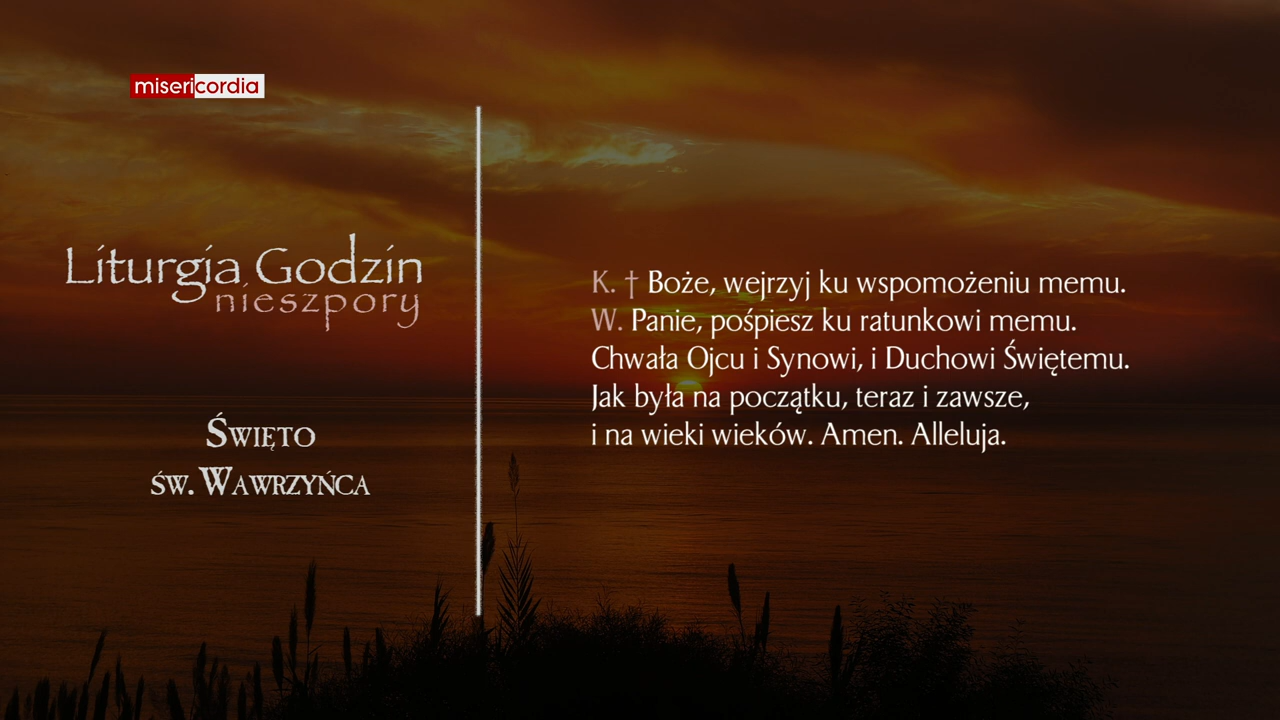 misericordia
Liturgia Godzin
nieszpory
Święto
św. Wawrzyńca
K. † Boże, wejrzyj ku wspomożeniu memu.
W. Panie, pośpiesz ku ratunkowi memu.
Chwała Ojcu i Synowi, i Duchowi Świętemu.
Jak była na początku, teraz i zawsze,
i na wieki wieków. Amen. Alleluja.